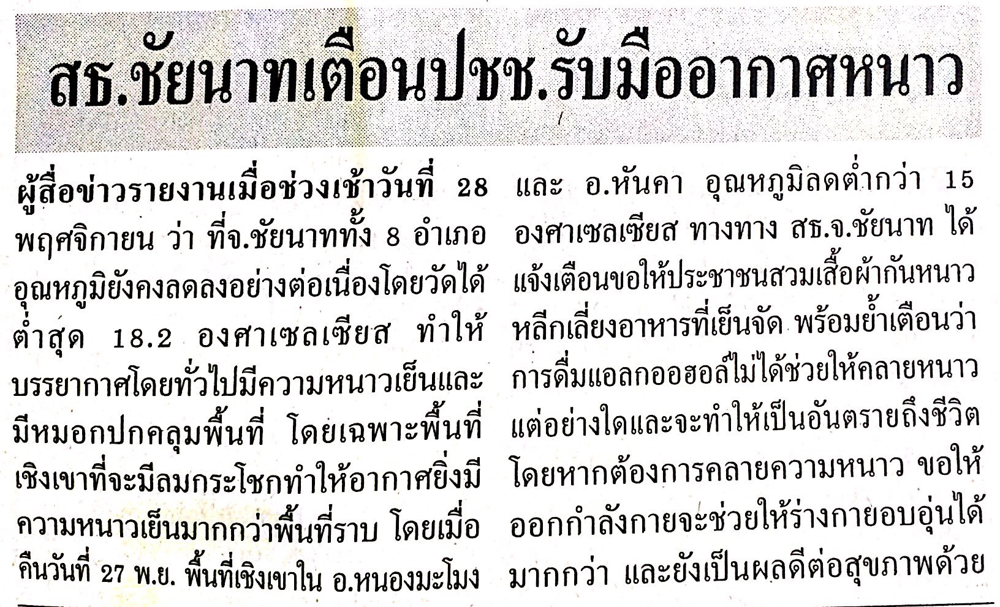 สธ.ชัยนาทเตือนปชช.รับมืออากาศหนาว
ผู้สื่อข่าวรายงานเมื่อช่วงเช้าวันที่ 28
พฤศจิกายน ว่า ที่จ.ชัยนาททั้ง 8 อำเภอ
อุณหภูมิยังคงลดลงอย่างต่อเนื่องโดยวัดได้
ต่ำสุด 18.2 องศาเซลเซียส ทำให้
บรรยากาศโดยทั่วไปมีความหนาวเย็นและ
มีหมอกปกคลุมพื้นที่ โดยเฉพาะพื้นที่
เชิงเขาที่จะมีลมกระโชกทำให้อากาศยิ่งมี
ความหนาวเย็นมากกว่าพื้นที่ราบ โดยเมื่อ
คืนวันที่ 27 พ.ย. พื้นที่เชิงเขาใน อ.หนองมะโมง
และ อ.หันคา อุณหภูมิลดต่ำกว่า 15
องศาเซลเซียส ทางทาง สธ.จ.ชัยนาท ได้
แจ้งเตือนขอให้ประชาชนสวมเสื้อผ้ากันหนาว
หลีกเลี่ยงอาหารที่เย็นจัด พร้อมย้ำเตือนว่า
การดื่มแอลกออฮอล์ไม่ได้ช่วยให้คลายหนาว
แต่อย่างใดและจะทำให้เป็นอันตรายถึงชีวิต
โดยหากต้องการคลายความหนาว ขอให้
ออกกำลังกายจะช่วยให้ร่างกายอบอุ่นได้
มากกว่า และยังเป็นผลดีต่อสุขภาพด้วย